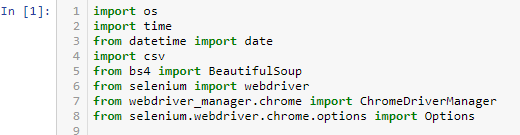 In [1]:
1 import os
2 import time
3 from datetime import date
4 import csv
5 from bs4 import BeautifulSoup
6 from selenium import webdriver
7 from webdriver_manager.chrome import ChromeDriverManager
8 from selenium.webdriver.chrome.options import Options
9